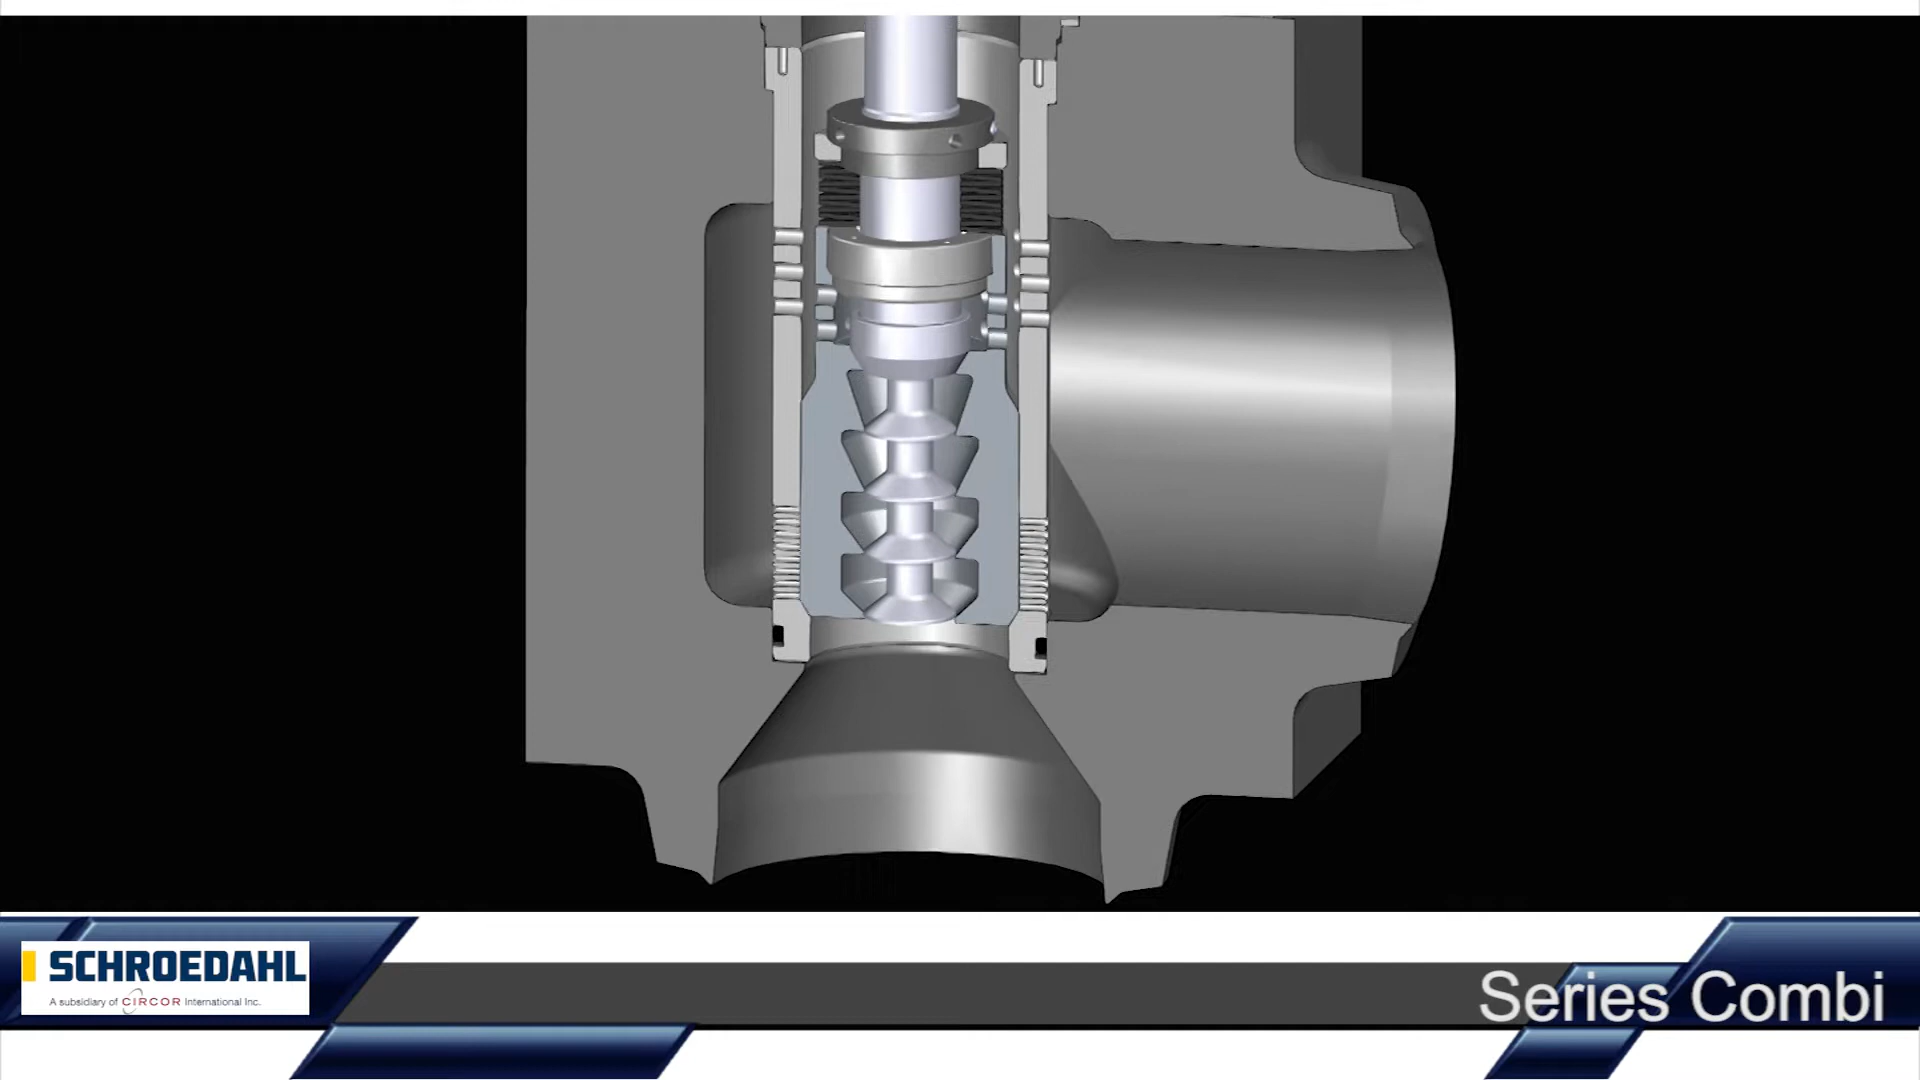 SCHROEDAHL
A subsidiary of CIRCOR International Inc.
Series Combi